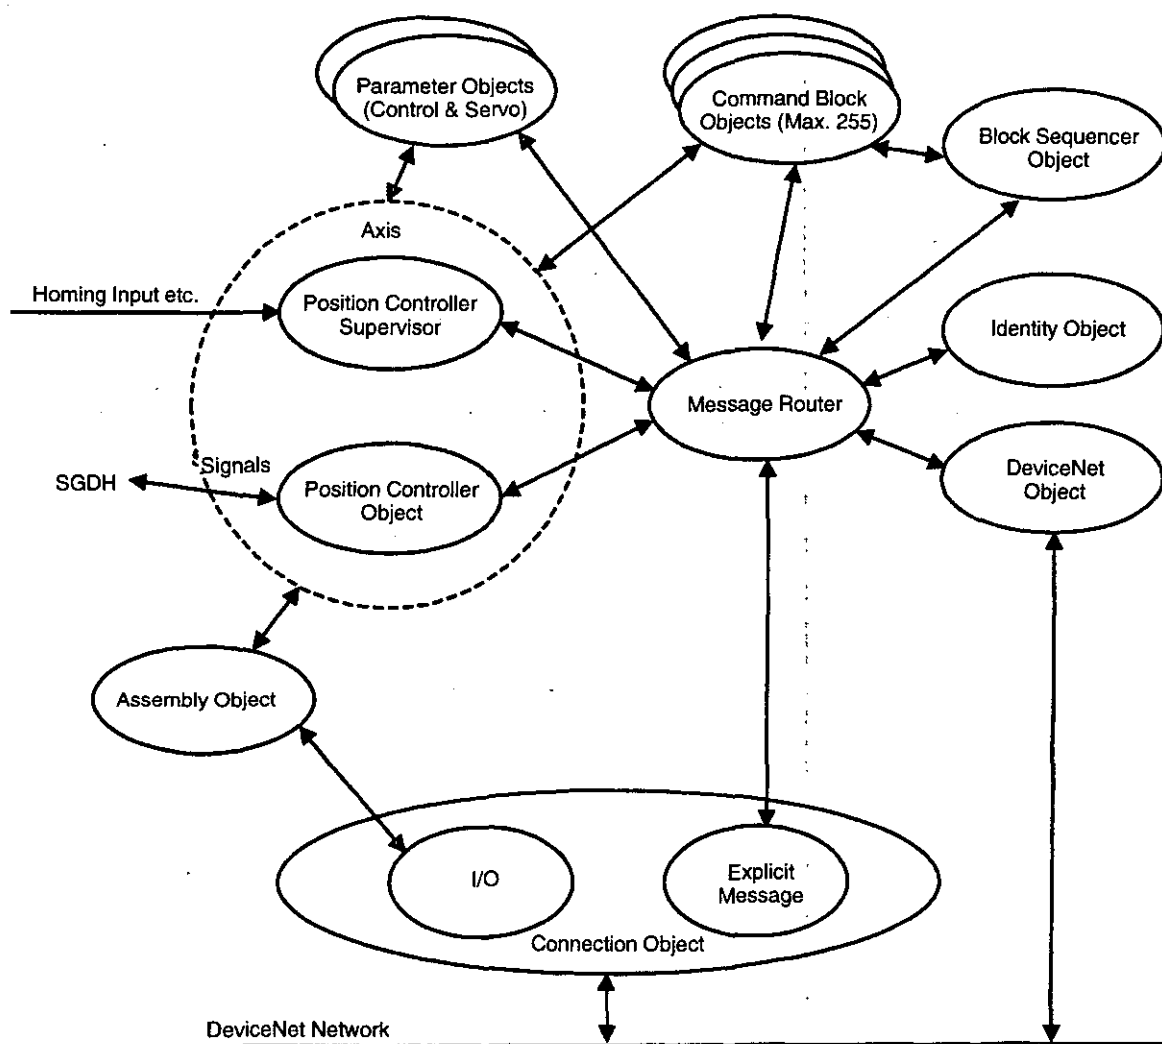 Parameter Objects
(Control & Servo)
Command Block
Objects (Max. 255)
Block Sequencer
Object
Axis
Homing Input etc.
Position Controller
Supervisor
Identity Object
Message Router
Signals
SGDH
Position Controller
Object
DeviceNet
Object
Assembly Object
I/O
Explicit
Message
Connection Object
DeviceNet Network